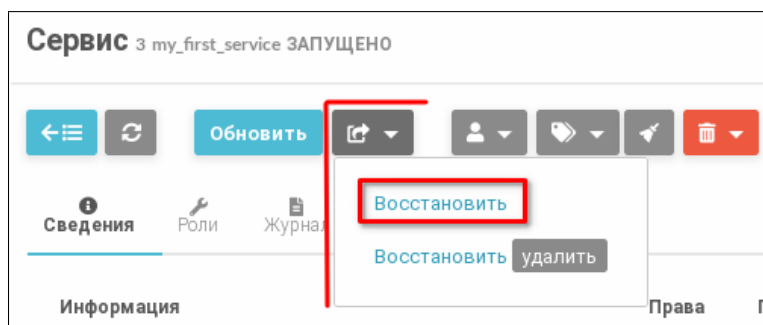 Сервис 3 my_first_service ЗАПУЩЕНО
Обновить
Сведения Роли Журнал
Восстановить
Восстановить удалить
Информация Права